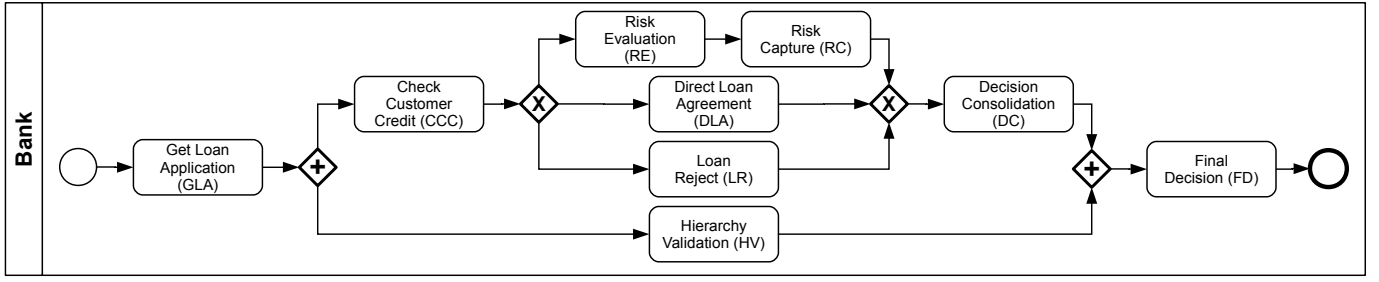 Bank
Get Loan
Application
(GLA)
Check
Customer
Credit (CCC)
X
Risk
Evaluation
(RE)
Risk
Capture (RC)
Direct Loan
Agreement
(DLA)
Loan
Reject (LR)
Hierarchy
Validation (HV)
X
Decision
Consolidation
(DC)
Final
Decision (FD)